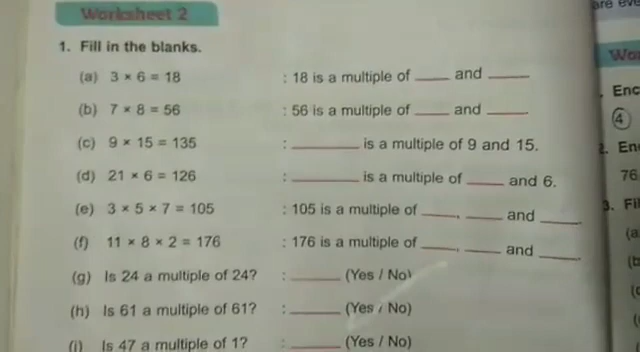 Worksheet 2
1. Fill in the blanks.
(a) 3 × 6 = 18 : 18 is a multiple of ____ and ____
(b) 7 × 8 = 56 : 56 is a multiple of ____ and ____.
(c) 9 × 15 = 135 : ____ is a multiple of 9 and 15.
(d) 21 × 6 = 126 : ____ is a multiple of ____ and 6.
(e) 3 × 5 × 7 = 105 : 105 is a multiple of ____, ____ and ____.
(f) 11 × 8 × 2 = 176 : 176 is a multiple of ____, ____ and ____.
(g) Is 24 a multiple of 24? : ____ (Yes / No)
(h) Is 61 a multiple of 61? : ____ (Yes / No)
(i) Is 47 a multiple of 1? : ____ (Yes / No)
are
Enc
4
2. En
76
3. Fil
(a
(b
(c